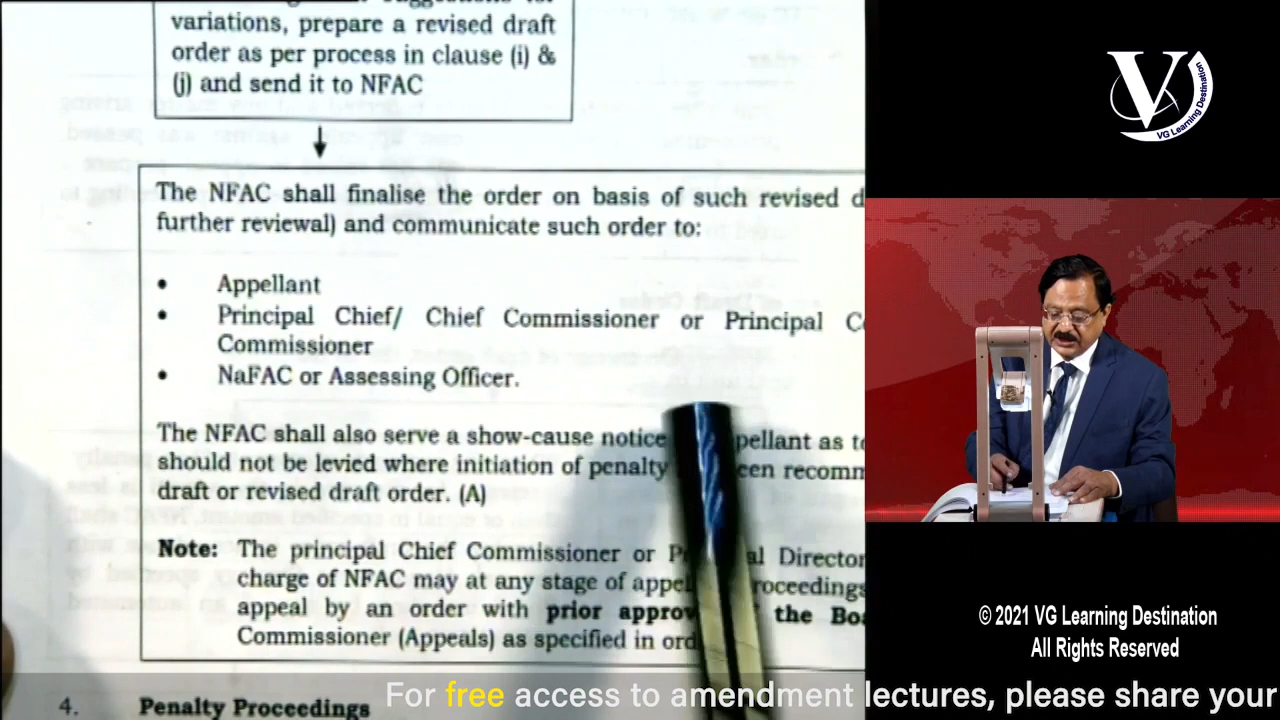 variations, prepare a revised draft
order as per process in clause (i) &
(j) and send it to NFAC
The NFAC shall finalise the order on basis of such revised d
further reviewal) and communicate such order to:
• Appellant
• Principal Chief/ Chief Commissioner or Principal C
Commissioner
• NaFAC or Assessing Officer.
The NFAC shall also serve a show-cause notice pellant as t
should not be levied where initiation of penalty een recomm
draft or revised draft order. (A)
Note: The principal Chief Commissioner or P al Director
charge of NFAC may at any stage of appel roceedings
appeal by an order with prior approv the Boa
Commissioner (Appeals) as specified in ord
4. Penalty Proceedings
V
VG Learning Destination
© 2021 VG Learning Destination
All Rights Reserved
For free access to amendment lectures, please share your